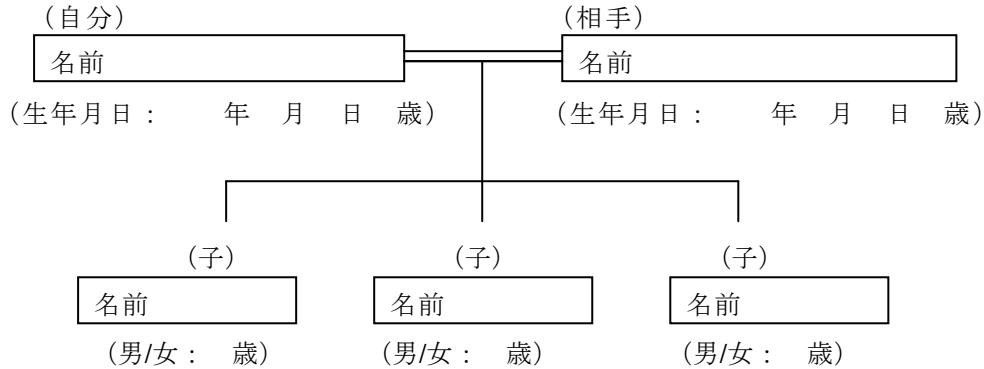 （自分） （相手）
名前 名前
（生年月日： 年 月 日 歳） （生年月日： 年 月 日 歳）
（子） （子） （子）
名前 名前 名前
（男/女： 歳） （男/女： 歳） （男/女： 歳）